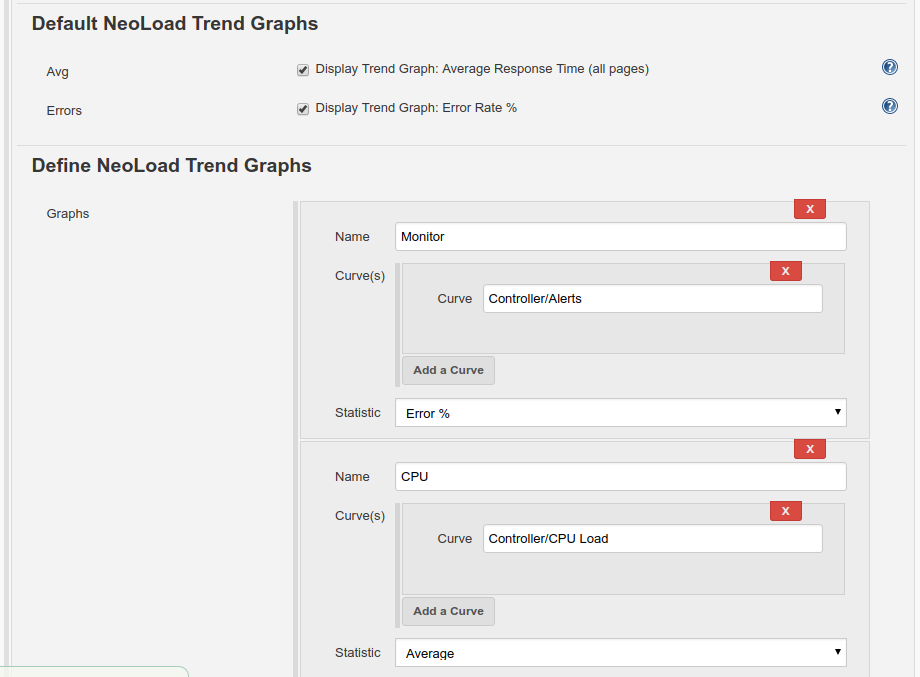 Default NeoLoad Trend Graphs
Avg
Display Trend Graph: Average Response Time (all pages)
?
Errors
Display Trend Graph: Error Rate %
?
Define NeoLoad Trend Graphs
Graphs
X
Name
Monitor
Curve(s)
X
Curve
Controller/Alerts
Add a Curve
Statistic
Error %
X
Name
CPU
Curve(s)
X
Curve
Controller/CPU Load
Add a Curve
Statistic
Average